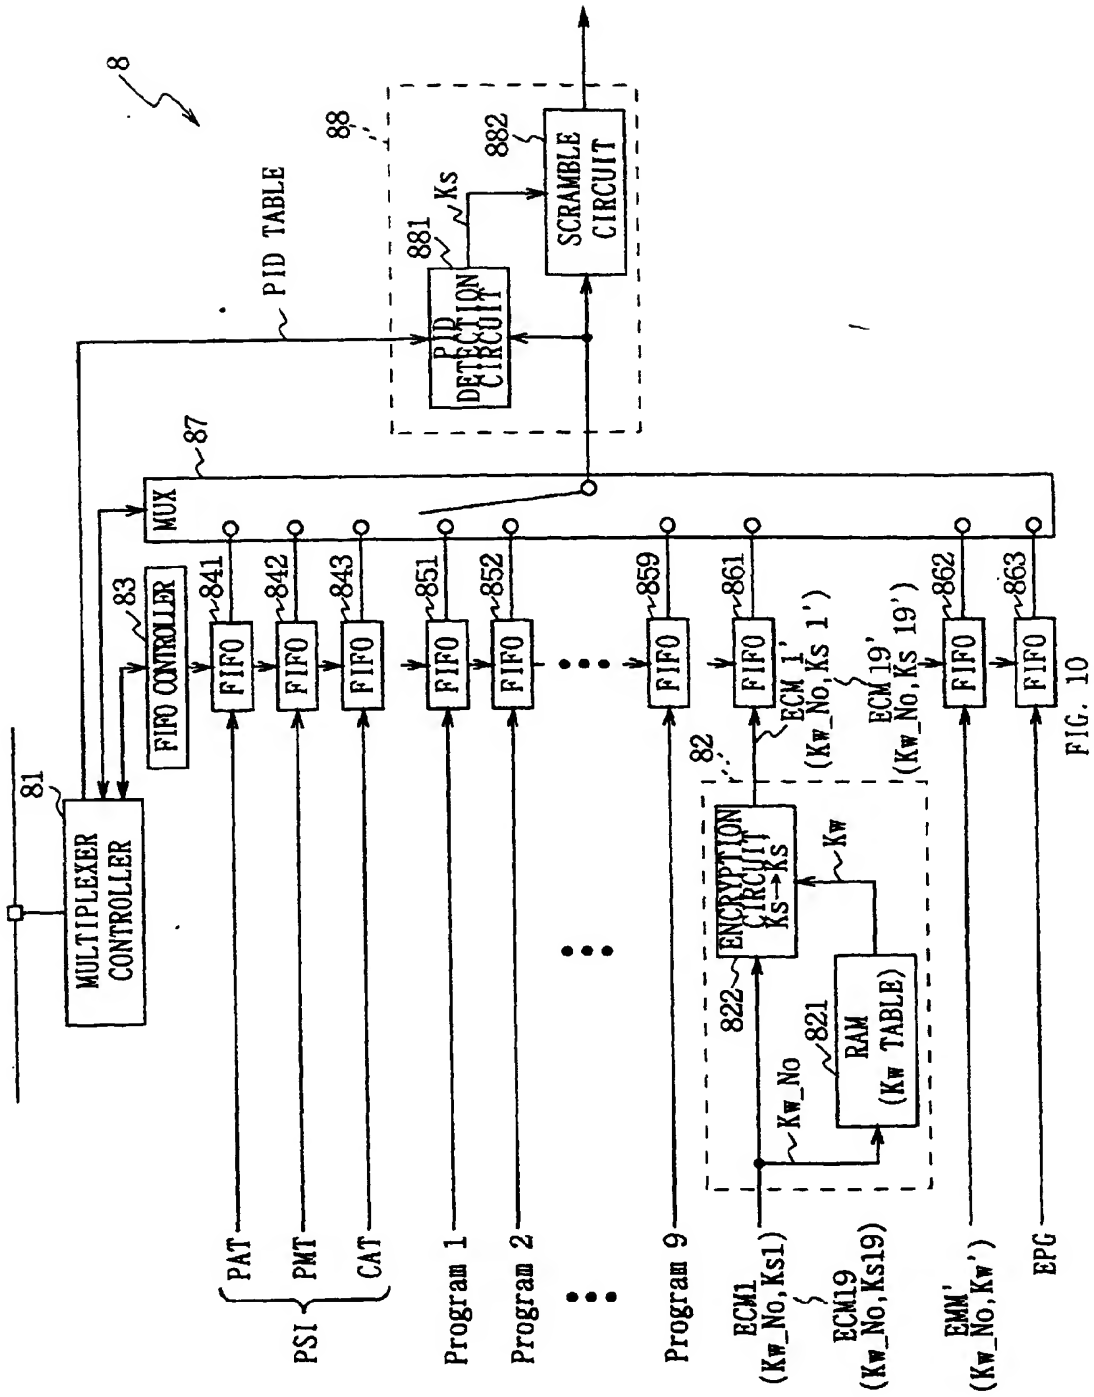 8
81
MULTIPLEXER
CONTROLLER
PID TABLE
83
FIFO CONTROLLER
87
MUX
88
881
PID
DETECTION
CIRCUIT
Ks
882
SCRAMBLE
CIRCUIT
PSI
PAT
FIFO
841
PMT
FIFO
842
CAT
FIFO
843
Program 1
FIFO
851
Program 2
FIFO
852
Program 9
FIFO
859
ECM1
(Kw_No,Ks1)
ECM19
(Kw_No,Ks19)
82
822
ENCRYPTION
CIRCUIT
Ks→Ks
Kw_No
821
RAM
(Kw TABLE)
Kw
FIFO
861
ECM 1'
(Kw_No,Ks 1')
ECM 19'
(Kw_No,Ks 19')
EMM'
(Kw_No,Kw')
FIFO
862
EPG
FIFO
863
FIG. 10